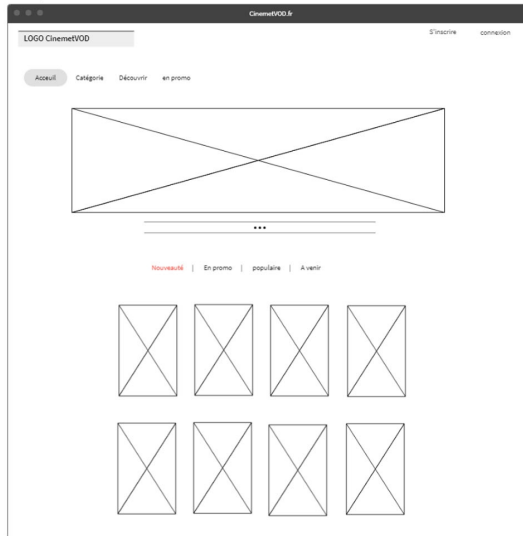 CinemetVOD.fr
LOGO CinemetVOD
S'inscrire connexion
Acceuil Catégorie Découvrir en promo
Nouveauté | En promo | populaire | A venir